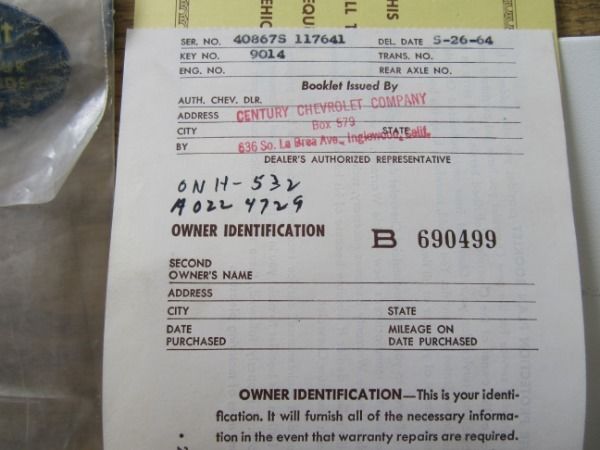 HIS
SER. NO. 40867S 117641 DEL. DATE 5-26-64
KEY NO. 9014 TRANS. NO.
ENG. NO. REAR AXLE NO.
Booklet Issued By
AUTH. CHEV. DLR.
ADDRESS CENTURY CHEVROLET COMPANY
Box 579
CITY STATE
BY 636 So. La Brea Ave., Inglewood, Calif.
DEALER'S AUTHORIZED REPRESENTATIVE
ONH-532
A0224729
OWNER IDENTIFICATION B 690499
SECOND
OWNER'S NAME
ADDRESS
CITY STATE
DATE MILEAGE ON
PURCHASED DATE PURCHASED
OWNER IDENTIFICATION—This is your identi-
fication. It will furnish all of the necessary informa-
tion in the event that warranty repairs are required.